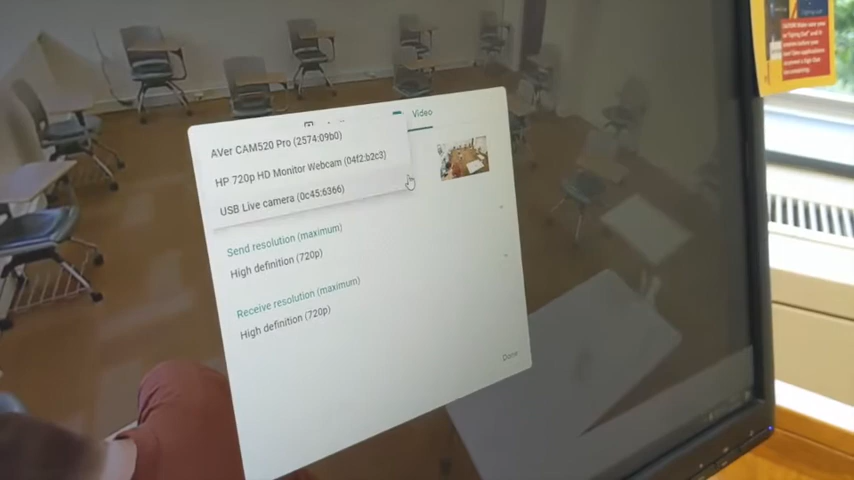 Video
AVer CAM520 Pro (2574:09b0)
HP 720p HD Monitor Webcam (04f2:b2c3)
USB Live camera (0c45:6366)
Send resolution (maximum)
High definition (720p)
Receive resolution (maximum)
High definition (720p)
Done